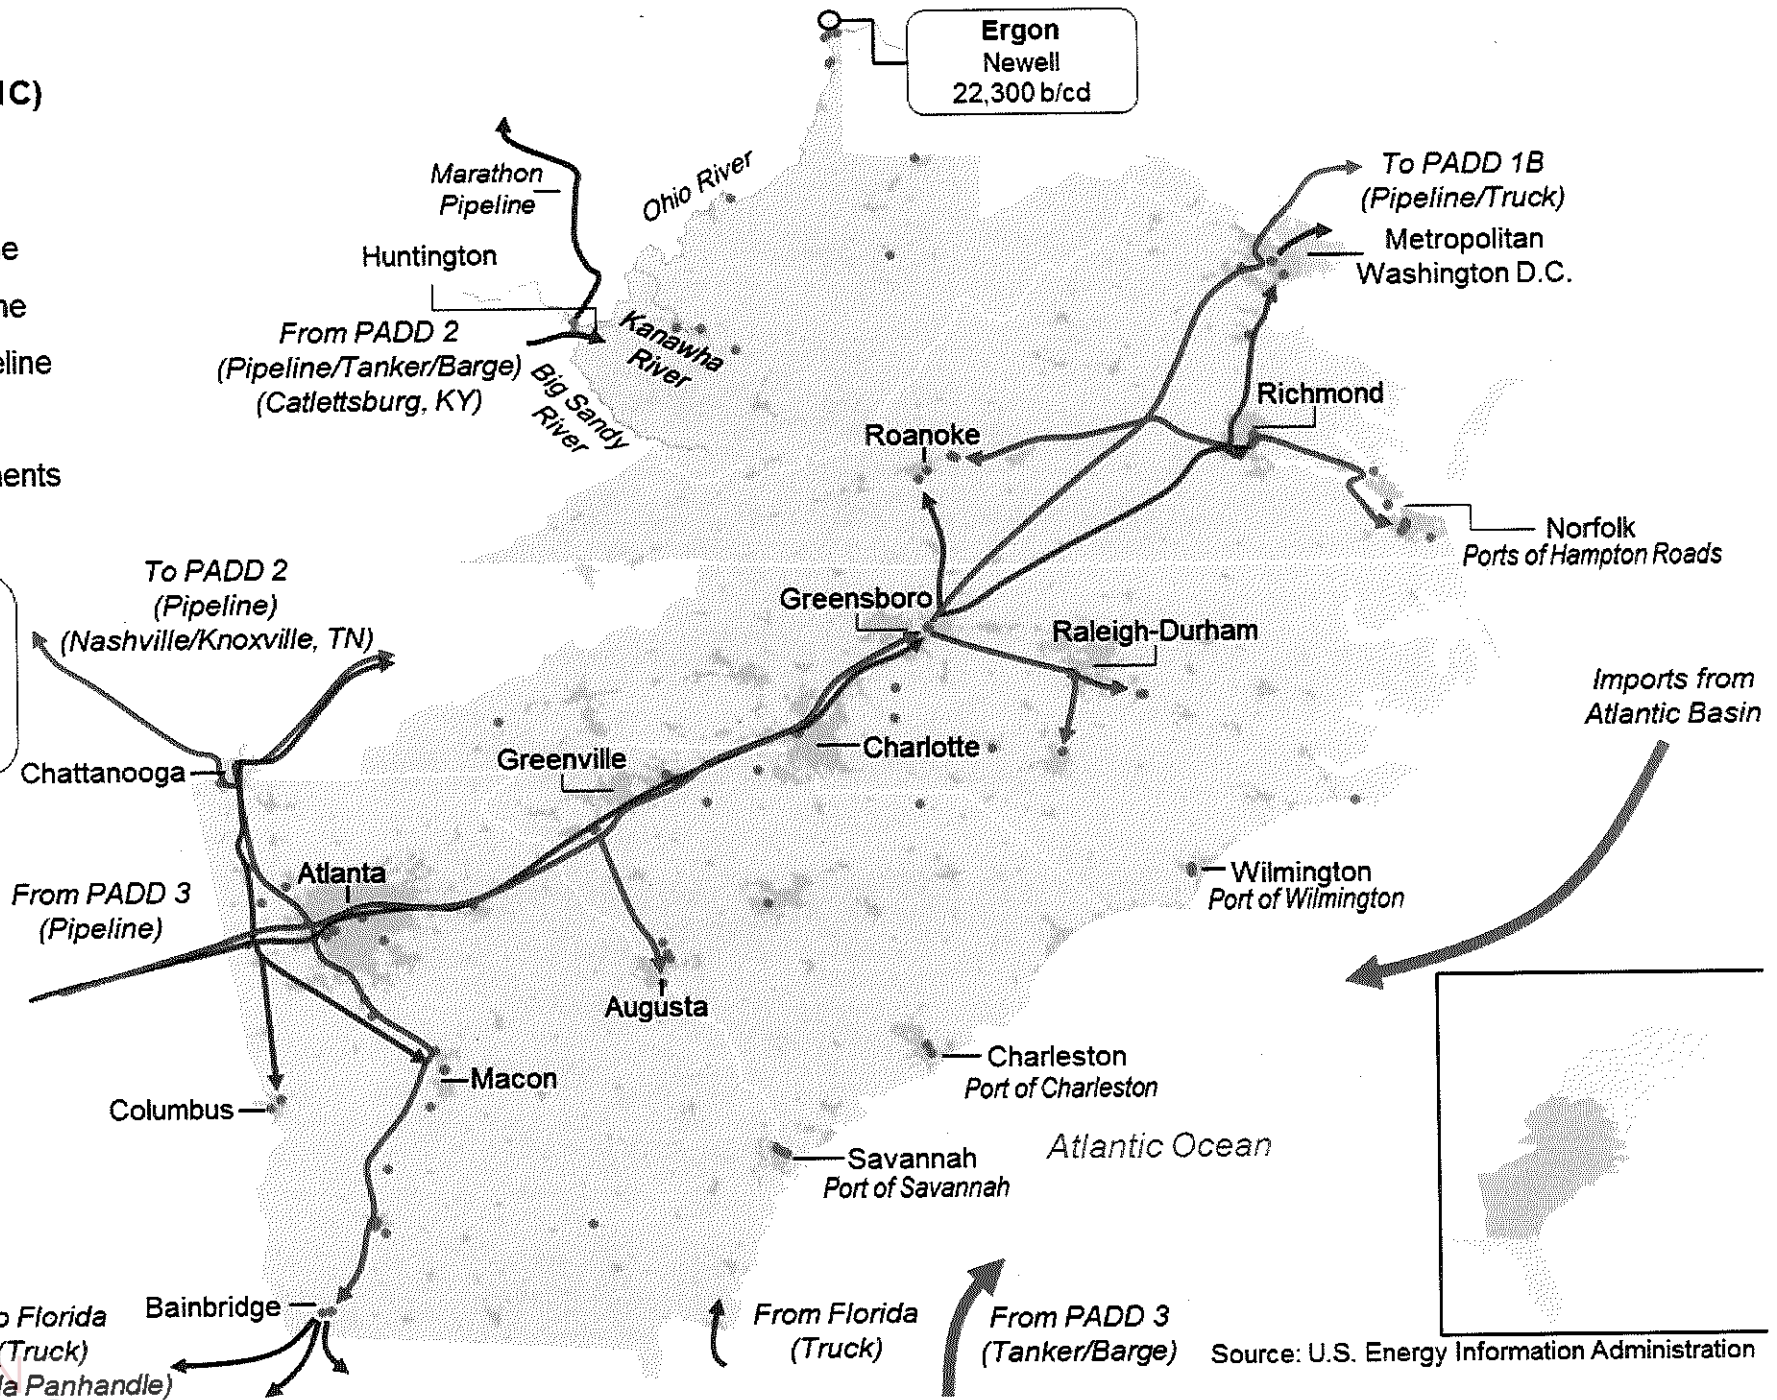 Ergon
Newell
22,300 b/cd
1C)
Marathon
Pipeline
Ohio River
To PADD 1B
(Pipeline/Truck)
Metropolitan
Washington D.C.
Huntington
From PADD 2
(Pipeline/Tanker/Barge)
(Catlettsburg, KY)
Kanawha
River
Big Sandy
River
eline
Richmond
Roanoke
ents
Norfolk
Ports of Hampton Roads
To PADD 2
(Pipeline)
(Nashville/Knoxville, TN)
Greensboro
Raleigh-Durham
Imports from
Atlantic Basin
Chattanooga
Greenville
Charlotte
Atlanta
From PADD 3
(Pipeline)
Wilmington
Port of Wilmington
Augusta
Macon
Columbus
Charleston
Port of Charleston
Atlantic Ocean
Savannah
Port of Savannah
Bainbridge
o Florida
(Truck)
la Panhandle)
From Florida
(Truck)
From PADD 3
(Tanker/Barge)
Source: U.S. Energy Information Administration